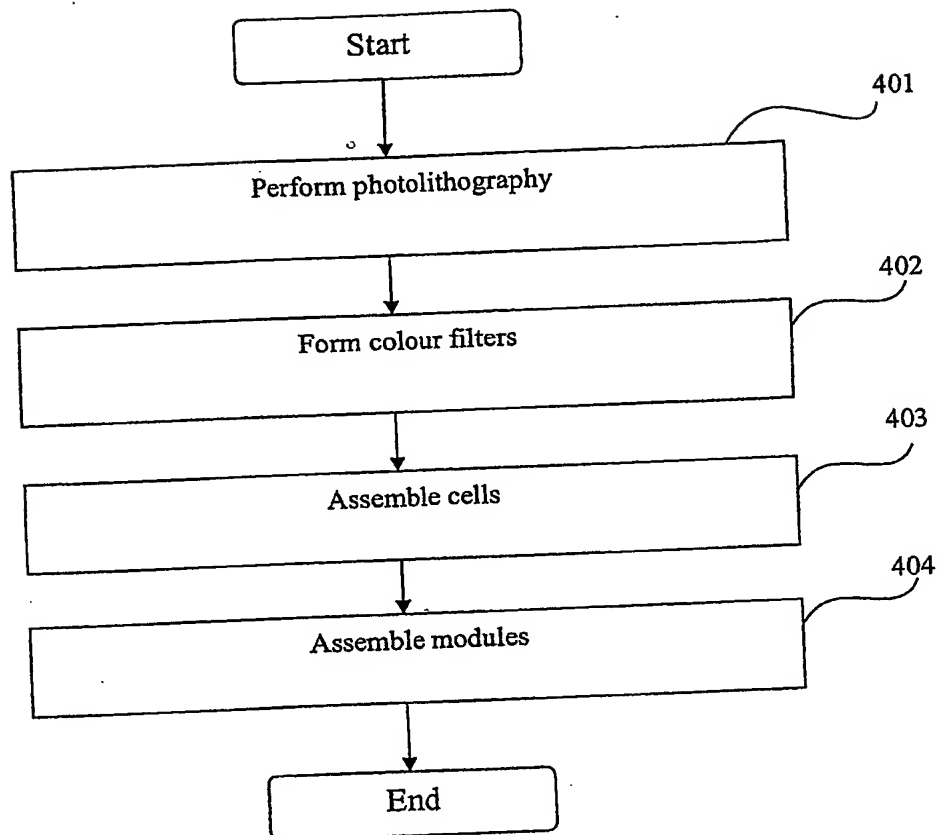 Start
401
Perform photolithography
402
Form colour filters
403
Assemble cells
404
Assemble modules
End